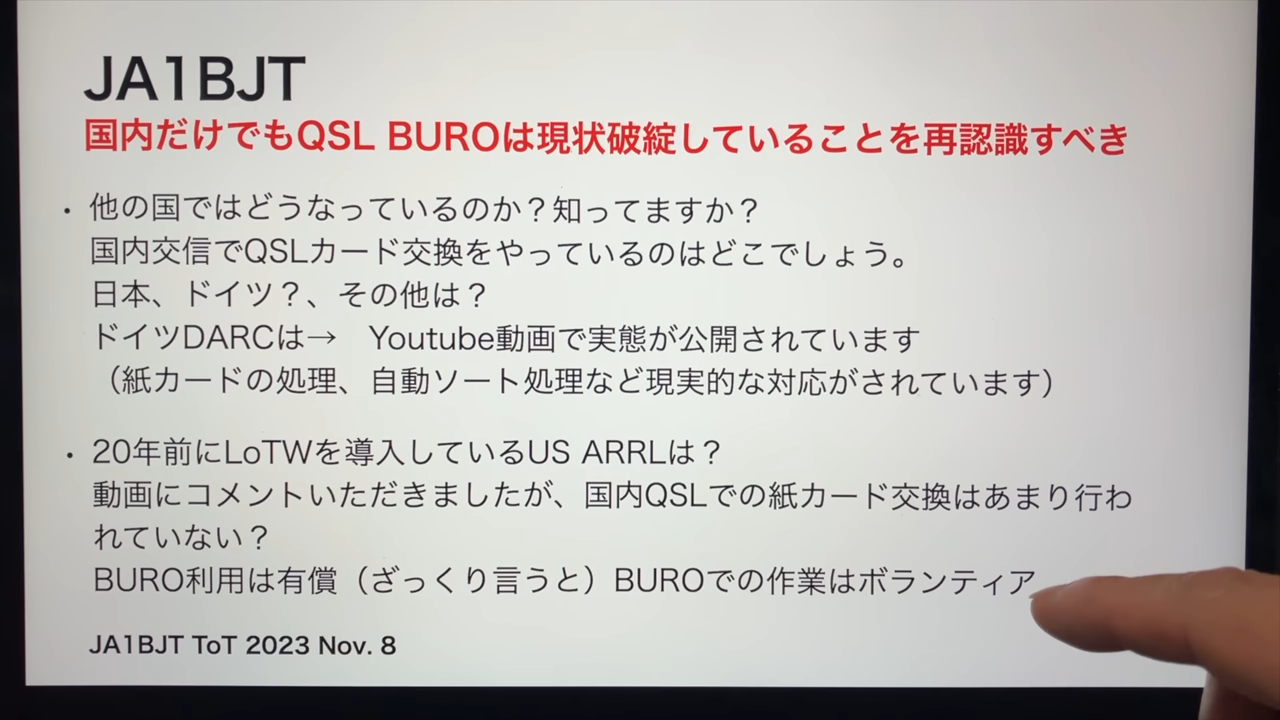 JA1BJT
国内だけでもQSL BUROは現状破綻していることを再認識すべき
・他の国ではどうなっているのか？知ってますか？
国内交信でQSLカード交換をやっているのはどこでしょう。
日本、ドイツ？、その他は？
ドイツDARCは→　Youtube動画で実態が公開されています
（紙カードの処理、自動ソート処理など現実的な対応がされています）
・20年前にLoTWを導入しているUS ARRLは？
動画にコメントいただきましたが、国内QSLでの紙カード交換はあまり行わ
れていない？
BURO利用は有償（ざっくり言うと）BUROでの作業はボランティア
JA1BJT ToT 2023 Nov. 8